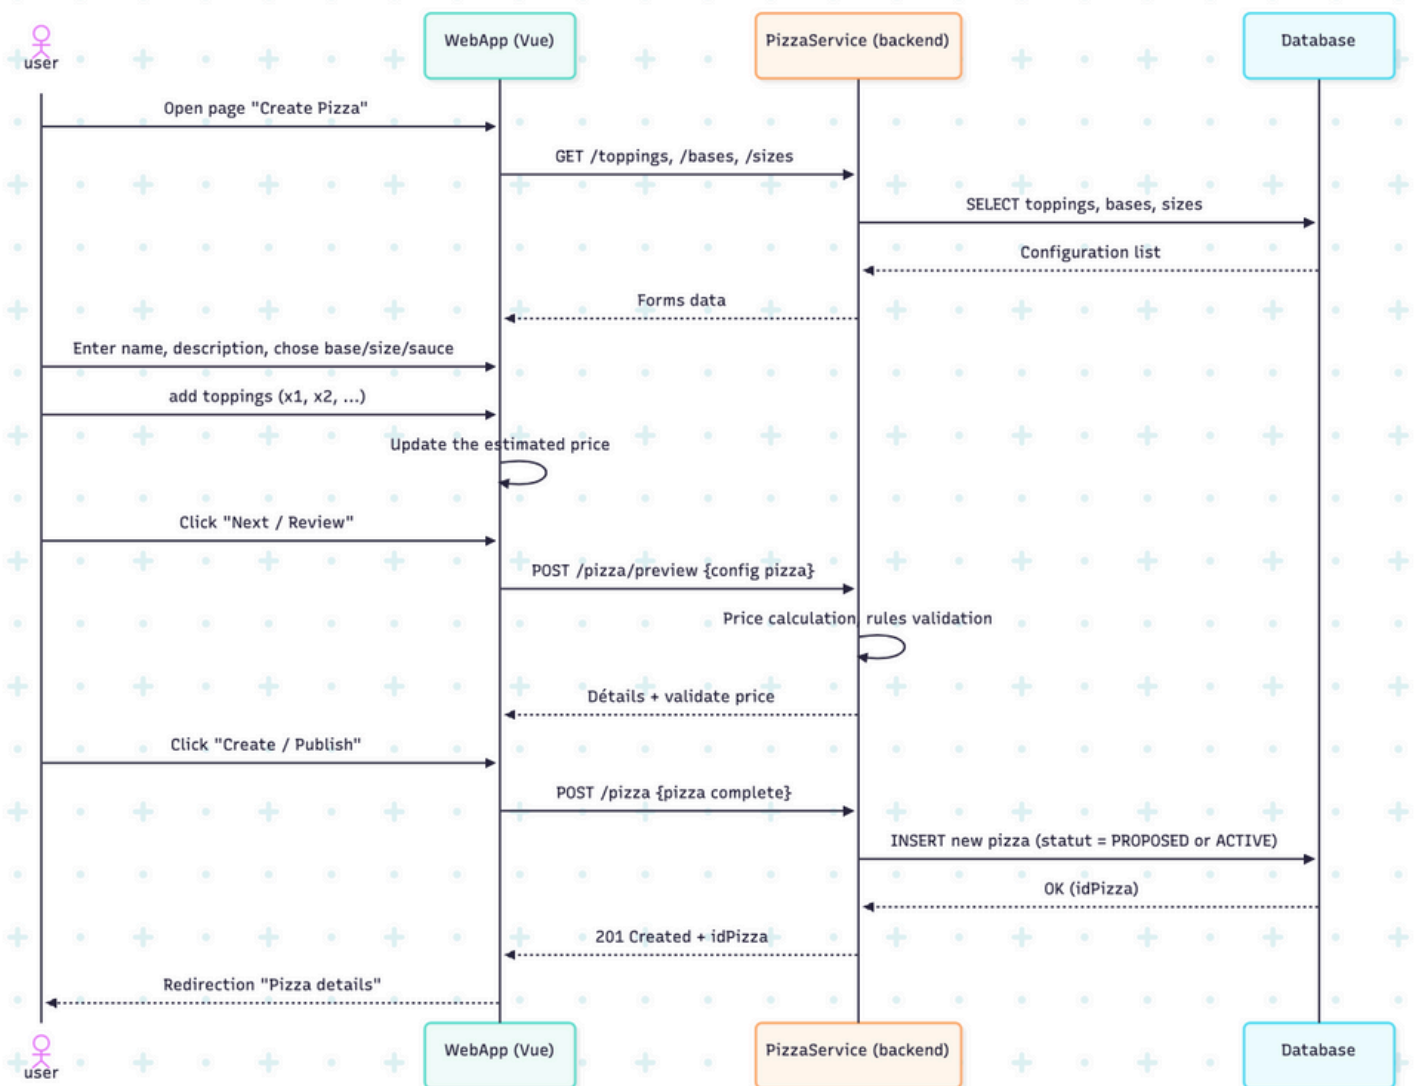 user
WebApp (Vue)
PizzaService (backend)
Database
Open page "Create Pizza"
GET /toppings, /bases, /sizes
SELECT toppings, bases, sizes
Configuration list
Forms data
Enter name, description, chose base/size/sauce
add toppings (x1, x2, ...)
Update the estimated price
Click "Next / Review"
POST /pizza/preview {config pizza}
Price calculation, rules validation
Détails + validate price
Click "Create / Publish"
POST /pizza {pizza complete}
INSERT new pizza (statut = PROPOSED or ACTIVE)
OK (idPizza)
201 Created + idPizza
Redirection "Pizza details"
user
WebApp (Vue)
PizzaService (backend)
Database